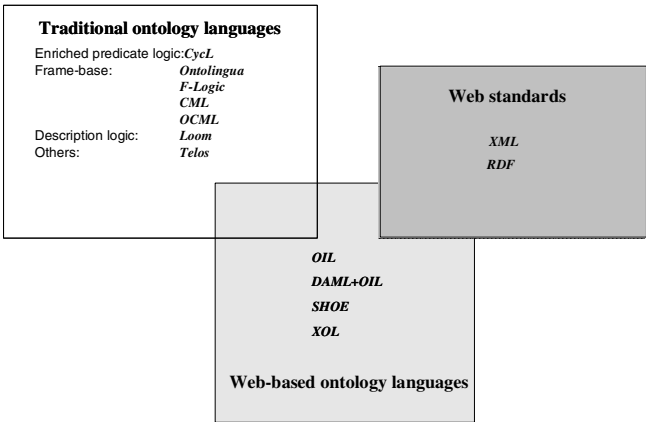 Traditional ontology languages
Enriched predicate logic:CycL
Frame-base: Ontolingua
F-Logic
CML
OCML
Description logic: Loom
Others: Telos
Web standards
XML
RDF
OIL
DAML+OIL
SHOE
XOL
Web-based ontology languages